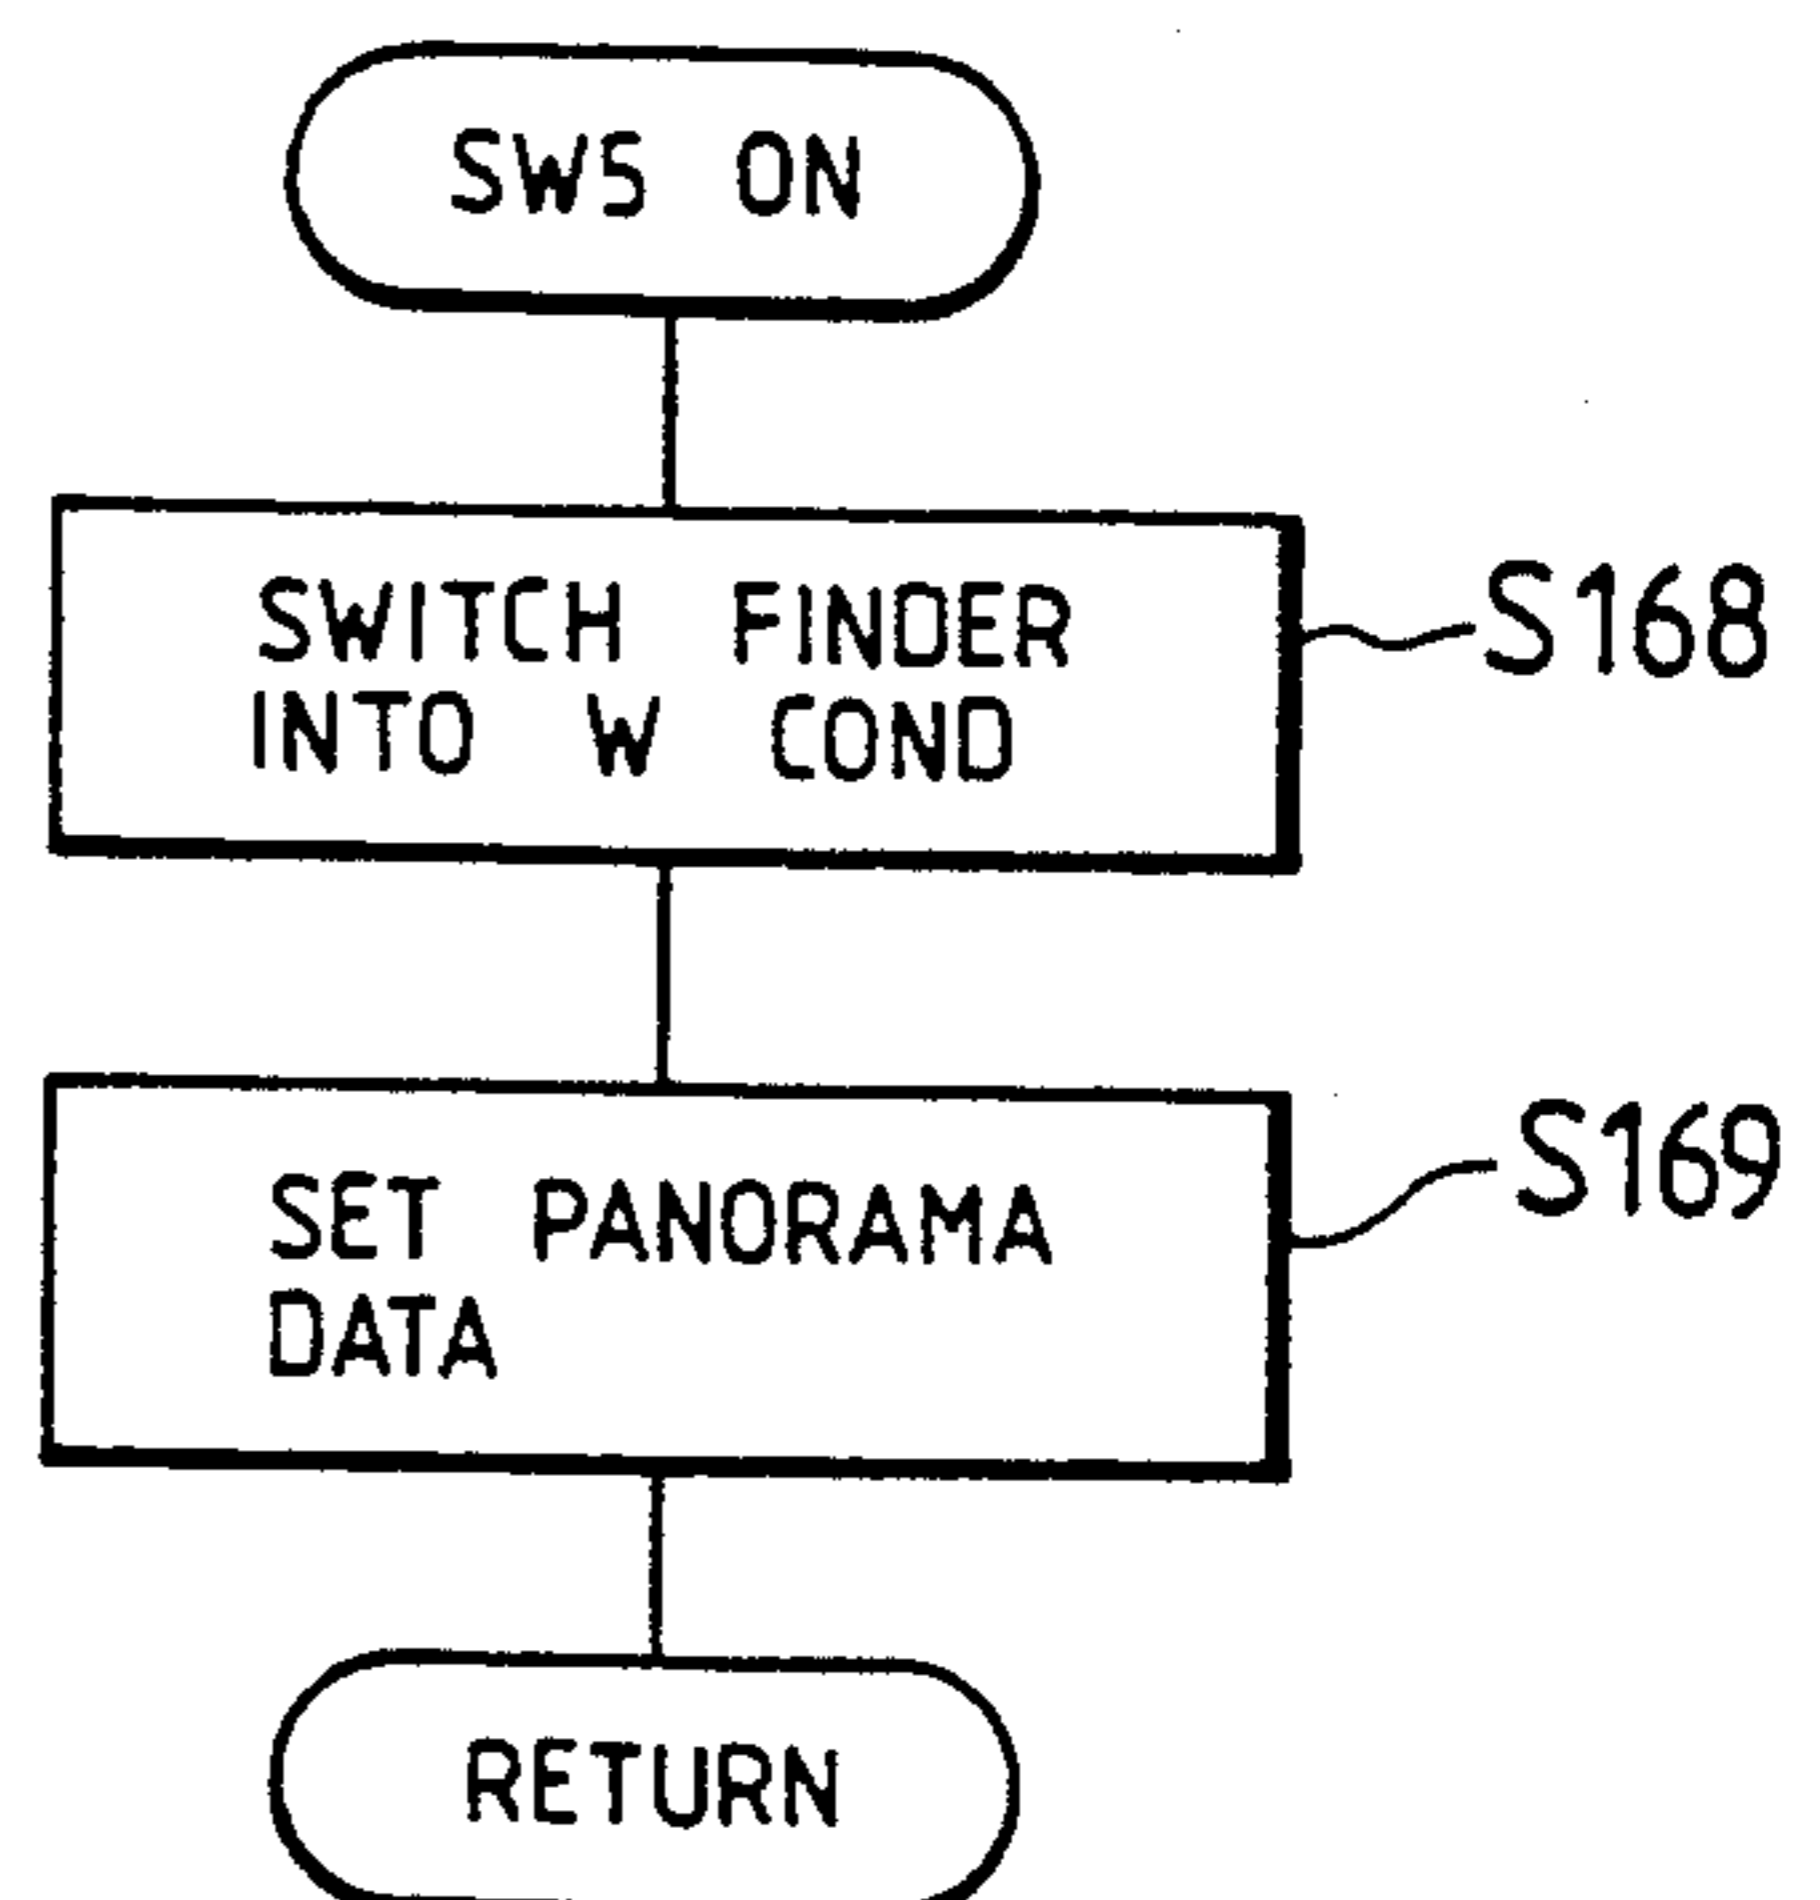 SW5 ON
SWITCH FINDER
INTO W COND
S168
SET PANORAMA
DATA
S169
RETURN